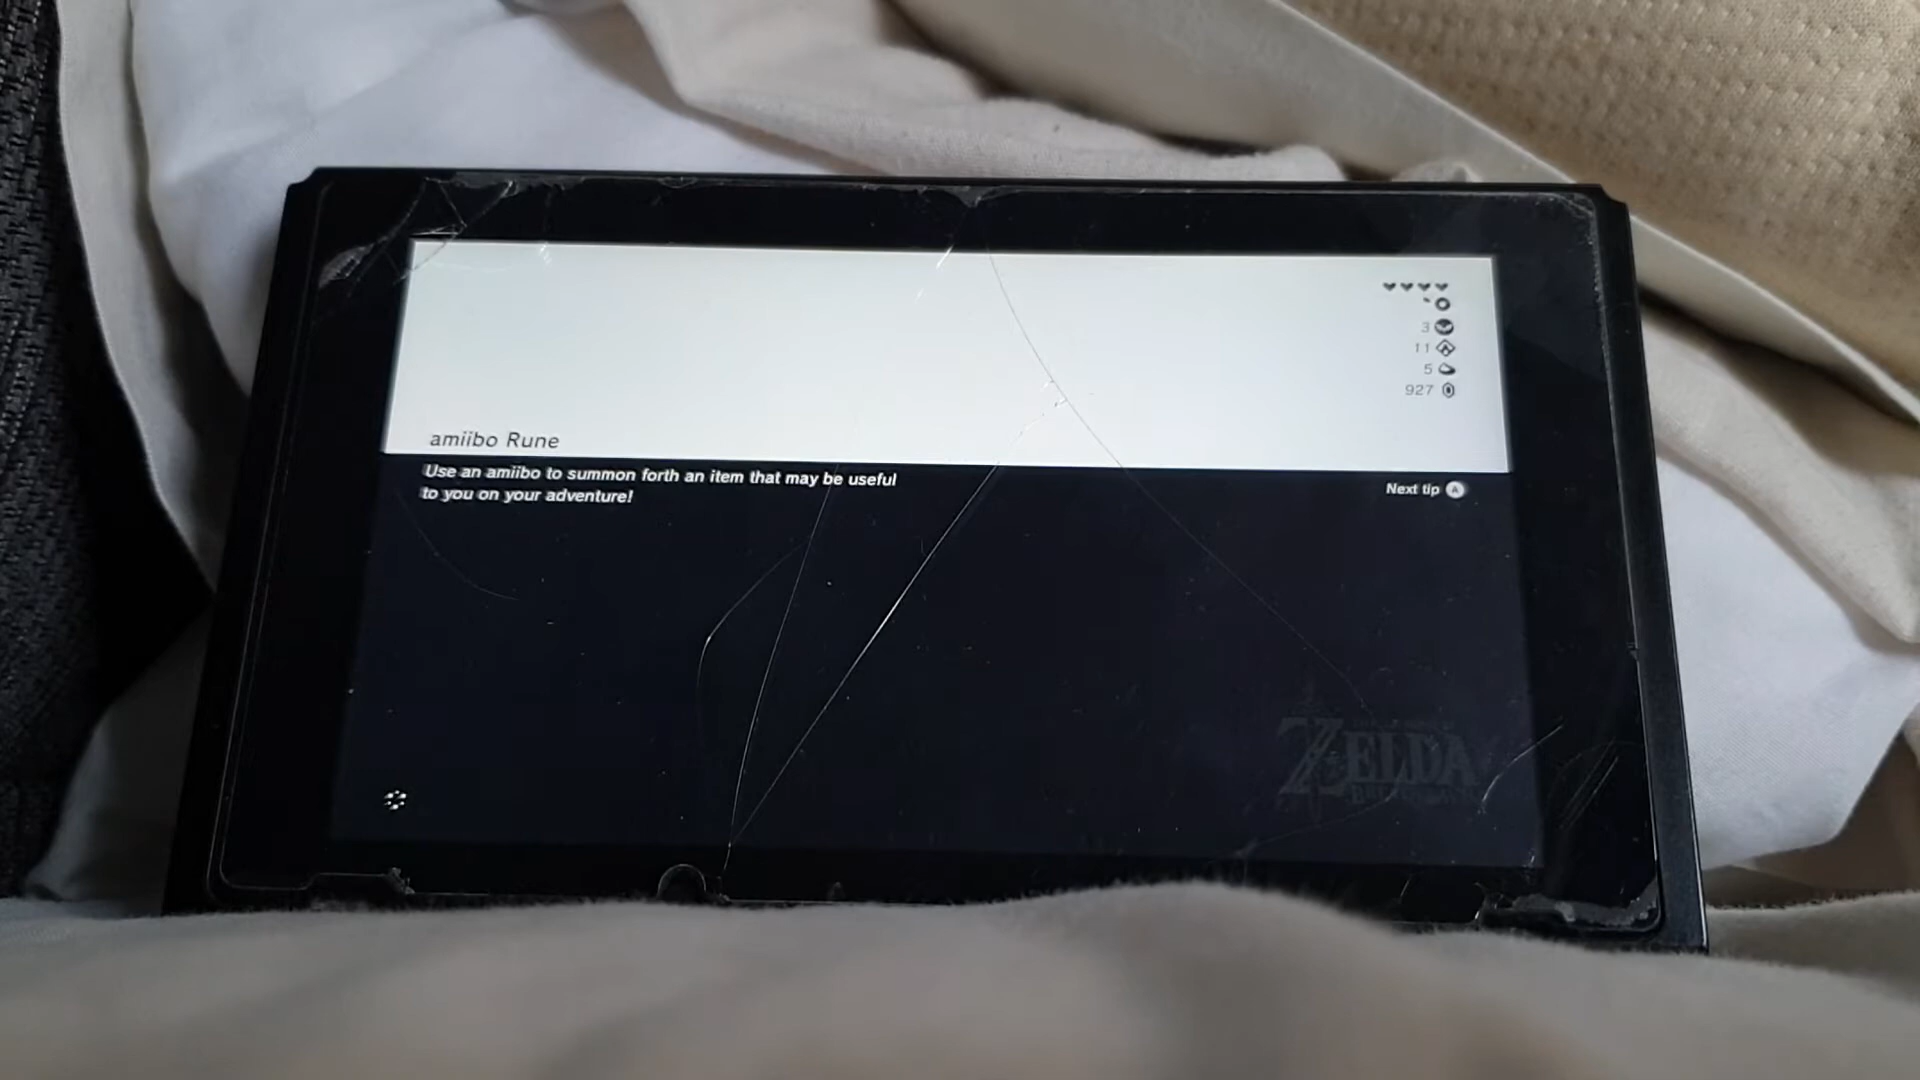 3
11
5
927
amiibo Rune
Use an amiibo to summon forth an item that may be useful
to you on your adventure!
Next tip A
ZELDA